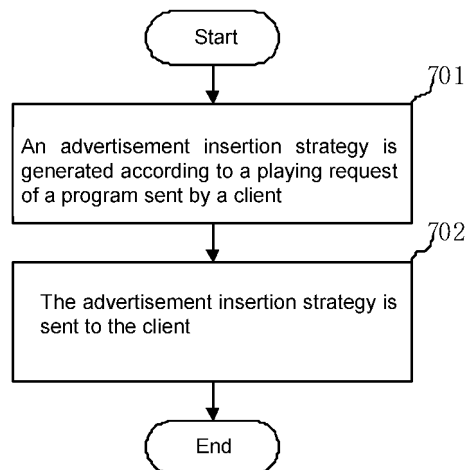 Start
701
An advertisement insertion strategy is
generated according to a playing request
of a program sent by a client
702
The advertisement insertion strategy is
sent to the client
End